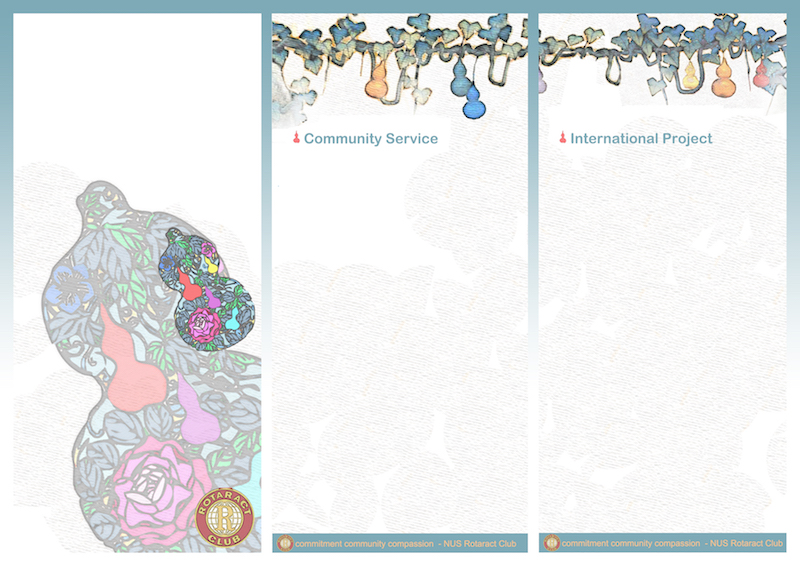 ROTARACT
R
CLUB
Community Service
commitment community compassion - NUS Rotaract Club
International Project
commitment community compassion - NUS Rotaract Club